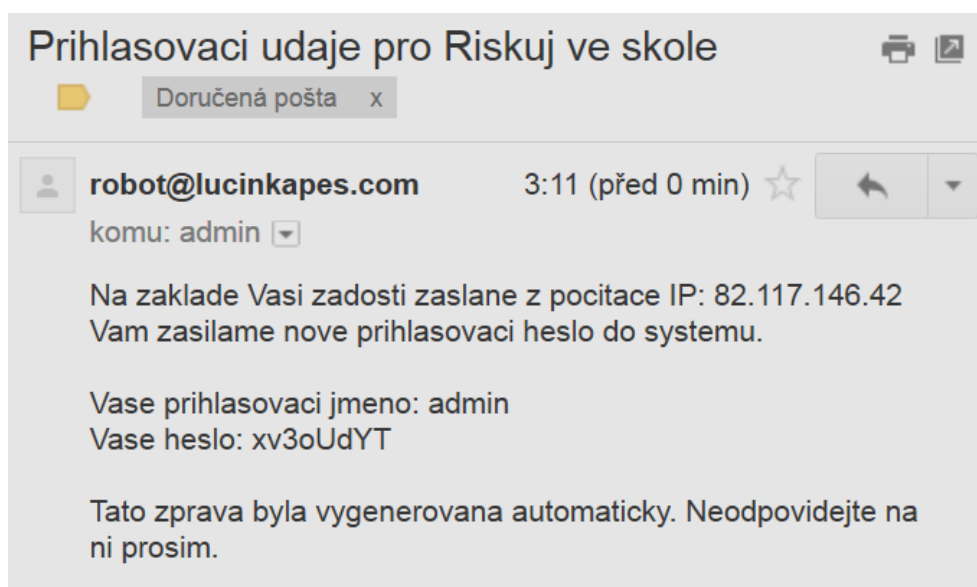 Prihlasovaci udaje pro Riskuj ve skole
Doručená pošta x
robot@lucinkapes.com 3:11 (před 0 min)
komu: admin
Na zaklade Vasi zadosti zaslane z pocitace IP: 82.117.146.42
Vam zasilame nove prihlasovaci heslo do systemu.
Vase prihlasovaci jmeno: admin
Vase heslo: xv3oUdYT
Tato zprava byla vygenerovana automaticky. Neodpovidejte na
ni prosim.